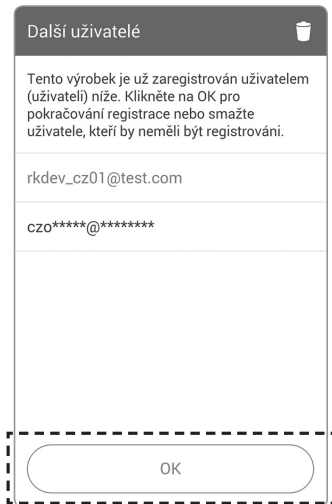 Další uživatelé
Tento výrobek je už zaregistrován uživatelem
(uživateli) níže. Klikněte na OK pro
pokračování registrace nebo smažte
uživatele, kteří by neměli být registrováni.
rkdev_cz01@test.com
czo*****@********
OK